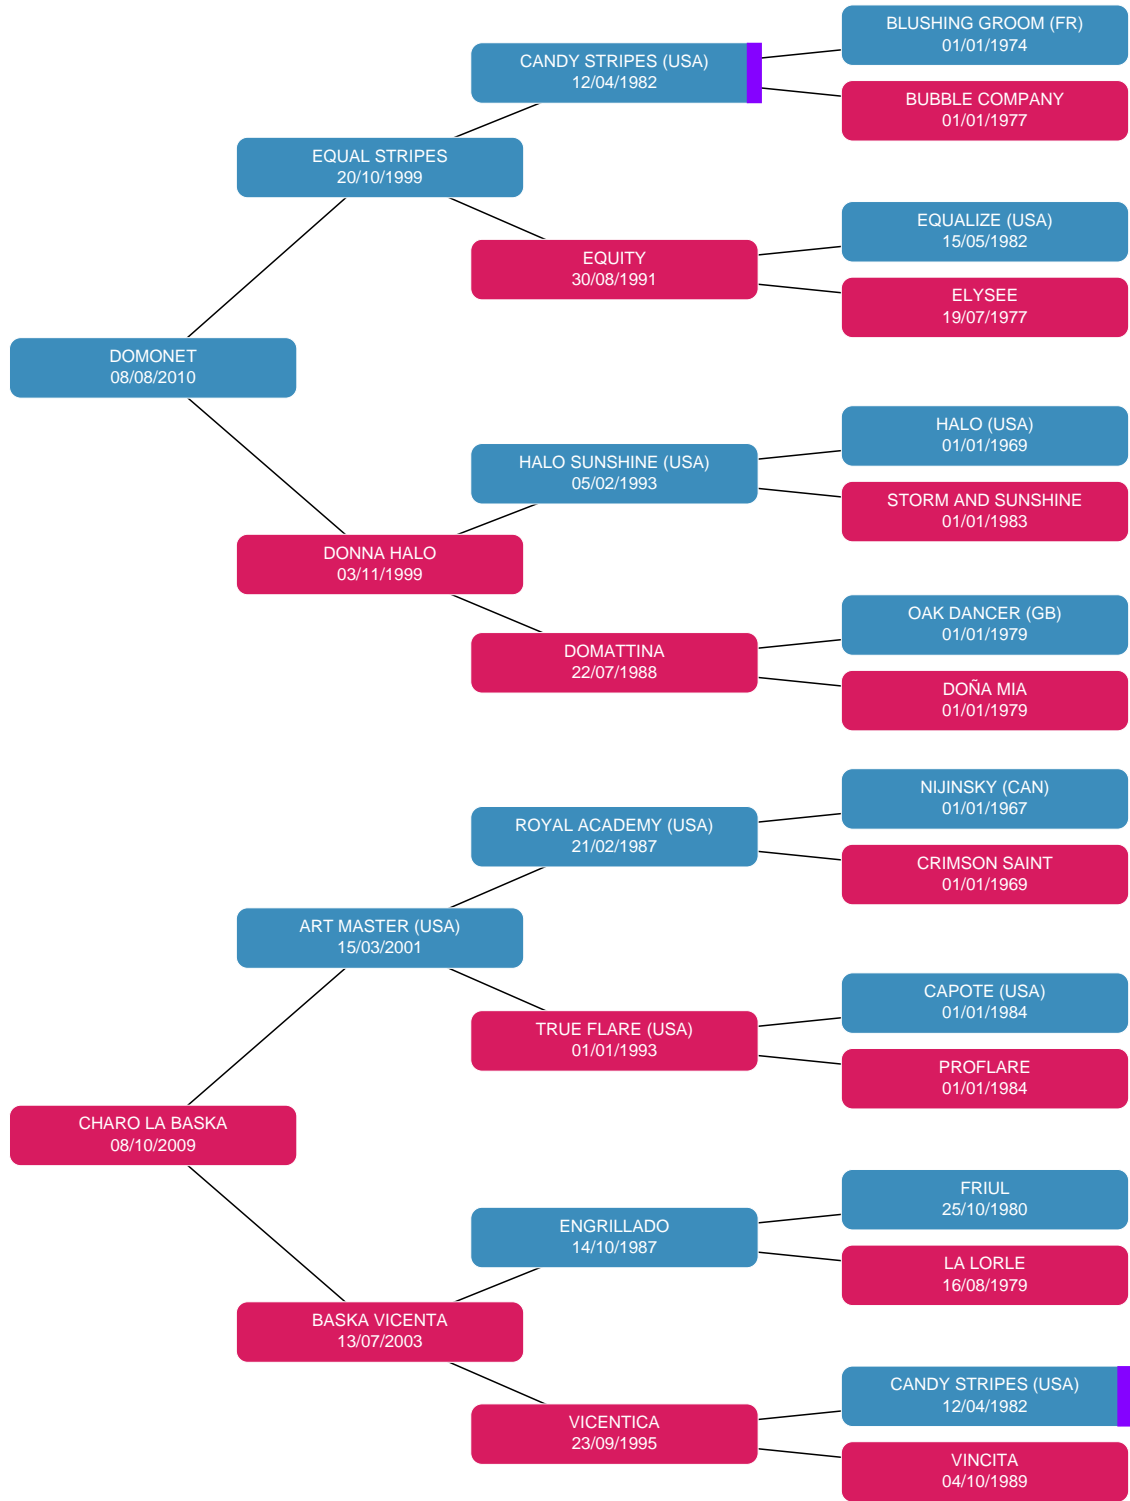 BLUSHING GROOM (FR)
01/01/1974
CANDY STRIPES (USA)
12/04/1982
BUBBLE COMPANY
01/01/1977
EQUAL STRIPES
20/10/1999
EQUALIZE (USA)
15/05/1982
EQUITY
30/08/1991
ELYSEE
19/07/1977
DOMONET
08/08/2010
HALO (USA)
01/01/1969
HALO SUNSHINE (USA)
05/02/1993
STORM AND SUNSHINE
01/01/1983
DONNA HALO
03/11/1999
OAK DANCER (GB)
01/01/1979
DOMATTINA
22/07/1988
DOÑA MIA
01/01/1979
NIJINSKY (CAN)
01/01/1967
ROYAL ACADEMY (USA)
21/02/1987
CRIMSON SAINT
01/01/1969
ART MASTER (USA)
15/03/2001
CAPOTE (USA)
01/01/1984
TRUE FLARE (USA)
01/01/1993
PROFLARE
01/01/1984
CHARO LA BASKA
08/10/2009
FRIUL
25/10/1980
ENGRILLADO
14/10/1987
LA LORLE
16/08/1979
BASKA VICENTA
13/07/2003
CANDY STRIPES (USA)
12/04/1982
VICENTICA
23/09/1995
VINCITA
04/10/1989